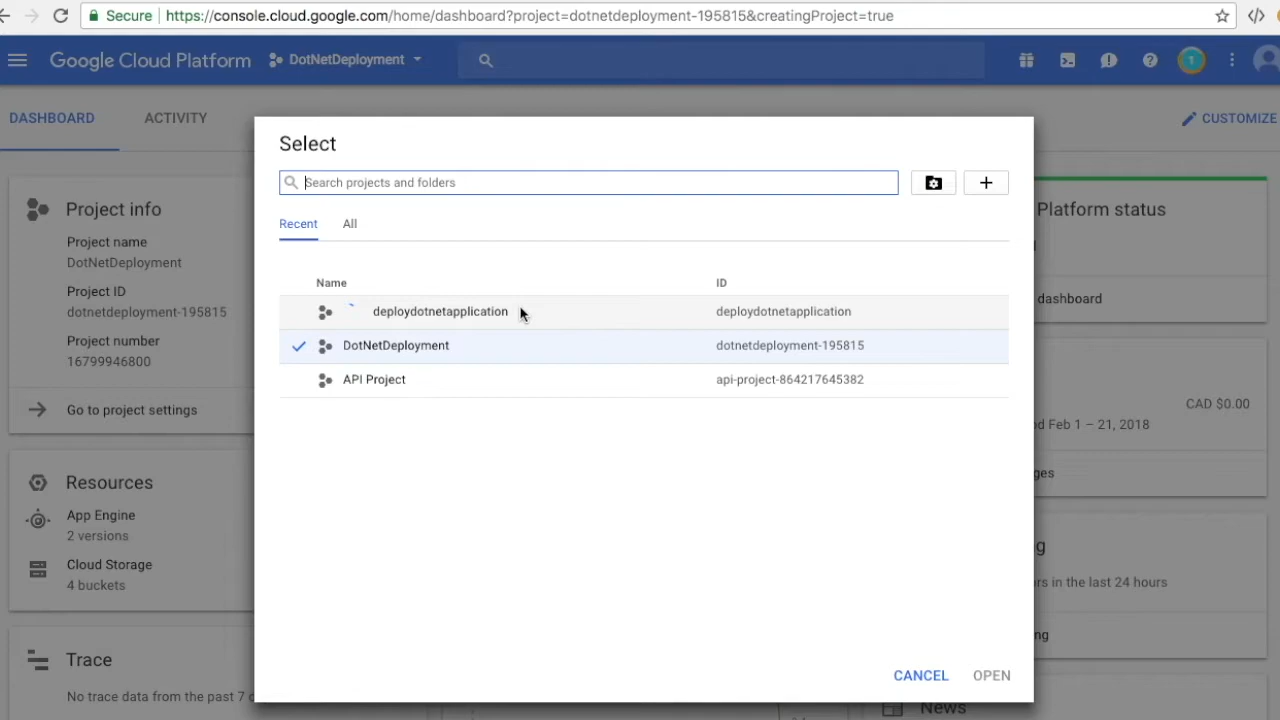 Secure https://console.cloud.google.com/home/dashboard?project=dotnetdeployment-195815&creatingProject=true
Google Cloud Platform DotNetDeployment
1
DASHBOARD ACTIVITY CUSTOMIZE
Select
Search projects and folders
Recent All
Name ID
deploydotnetapplication deploydotnetapplication
DotNetDeployment dotnetdeployment-195815
API Project api-project-864217645382
CANCEL OPEN
Project info
Project name
DotNetDeployment
Project ID
dotnetdeployment-195815
Project number
16799946800
Go to project settings
Resources
App Engine
2 versions
Cloud Storage
4 buckets
Trace
No trace data from the past 7
Platform status
dashboard
CAD $0.00
Feb 1 – 21, 2018
in the last 24 hours
News